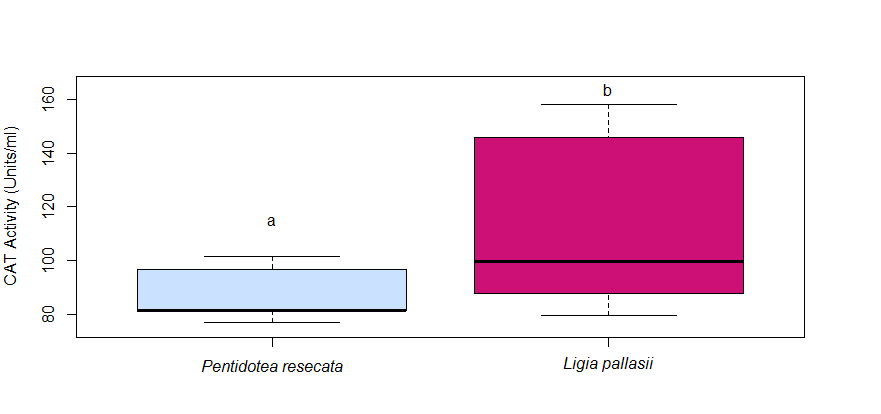 CAT Activity (Units/ml)
160
140
120
100
80
a
b
Pentidotea resecata
Ligia pallasii